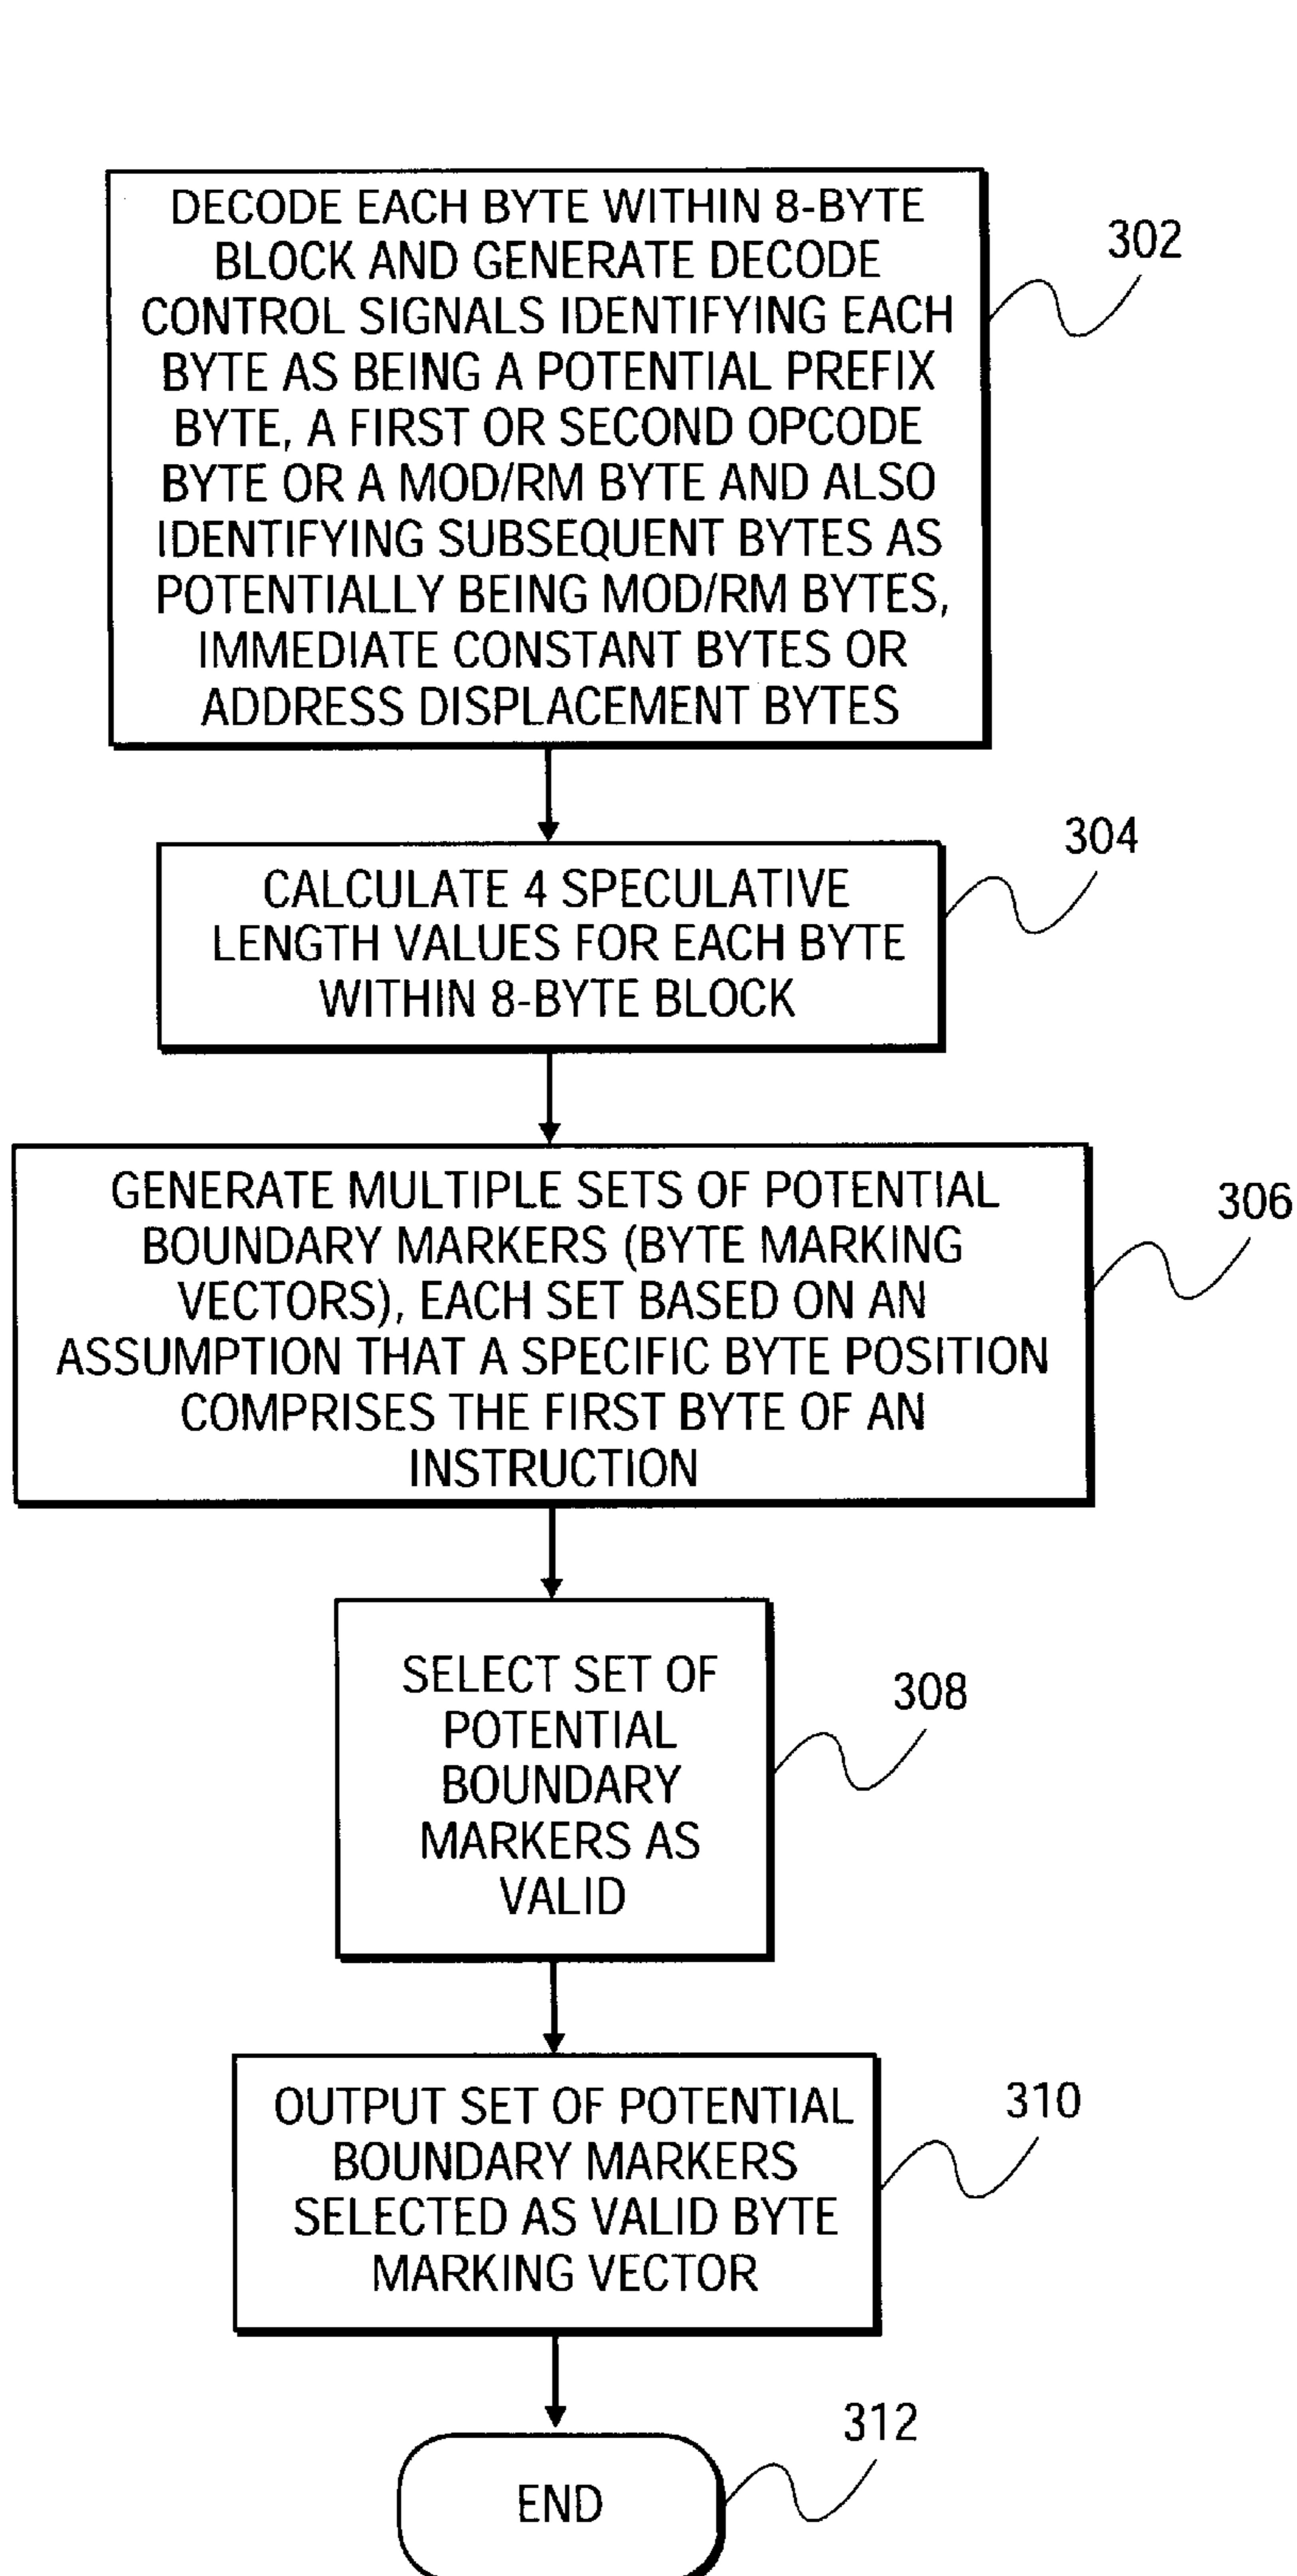 DECODE EACH BYTE WITHIN 8-BYTE
BLOCK AND GENERATE DECODE
CONTROL SIGNALS IDENTIFYING EACH
BYTE AS BEING A POTENTIAL PREFIX
BYTE, A FIRST OR SECOND OPCODE
BYTE OR A MOD/RM BYTE AND ALSO
IDENTIFYING SUBSEQUENT BYTES AS
POTENTIALLY BEING MOD/RM BYTES,
IMMEDIATE CONSTANT BYTES OR
ADDRESS DISPLACEMENT BYTES
302
CALCULATE 4 SPECULATIVE
LENGTH VALUES FOR EACH BYTE
WITHIN 8-BYTE BLOCK
304
GENERATE MULTIPLE SETS OF POTENTIAL
BOUNDARY MARKERS (BYTE MARKING
VECTORS), EACH SET BASED ON AN
ASSUMPTION THAT A SPECIFIC BYTE POSITION
COMPRISES THE FIRST BYTE OF AN
INSTRUCTION
306
SELECT SET OF
POTENTIAL
BOUNDARY
MARKERS AS
VALID
308
OUTPUT SET OF POTENTIAL
BOUNDARY MARKERS
SELECTED AS VALID BYTE
MARKING VECTOR
310
END
312